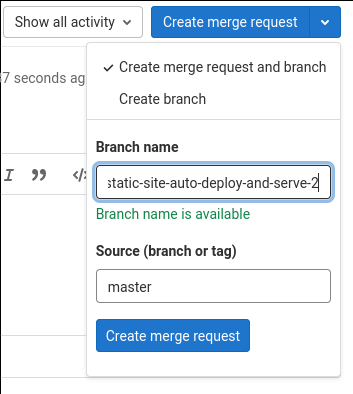 Show all activity
Create merge request
7 seconds ag
Create merge request and branch
Create branch
Branch name
static-site-auto-deploy-and-serve-2
Branch name is available
Source (branch or tag)
master
Create merge request